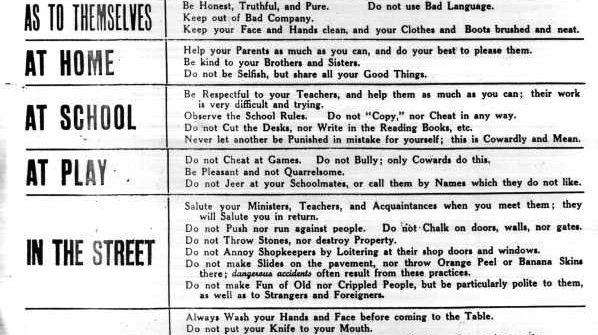 AS TO THEMSELVES
Be Honest, Truthful, and Pure. Do not use Bad Language.
Keep out of Bad Company.
Keep your Face and Hands clean, and your Clothes and Boots brushed and neat.
AT HOME
Help your Parents as much as you can, and do your best to please them.
Be kind to your Brothers and Sisters.
Do not be Selfish, but share all your Good Things.
AT SCHOOL
Be Respectful to your Teachers, and help them as much as you can; their work
is very difficult and trying.
Observe the School Rules. Do not "Copy," nor Cheat in any way.
Do not Cut the Desks, nor Write in the Reading Books, etc.
Never let another be Punished in mistake for yourself; this is Cowardly and Mean.
AT PLAY
Do not Cheat at Games. Do not Bully; only Cowards do this.
Be Pleasant and not Quarrelsome.
Do not Jeer at your Schoolmates, or call them by Names which they do not like.
IN THE STREET
Salute your Ministers, Teachers, and Acquaintances when you meet them; they
will Salute you in return.
Do not Push nor run against people. Do not Chalk on doors, walls, nor gates.
Do not Throw Stones, nor destroy Property.
Do not Annoy Shopkeepers by Loitering at their shop doors and windows.
Do not make Slides on the pavement, nor throw Orange Peel or Banana Skins
there; dangerous accidents often result from these practices.
Do not make Fun of Old nor Crippled People, but be particularly polite to them,
as well as to Strangers and Foreigners.
Always Wash your Hands and Face before coming to the Table.
Do not put your Knife to your Mouth.